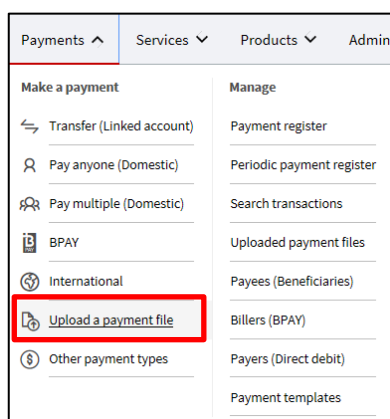 Payments Services Products Admin
Make a payment
Transfer (Linked account)
Pay anyone (Domestic)
Pay multiple (Domestic)
BPAY
International
Upload a payment file
Other payment types
Manage
Payment register
Periodic payment register
Search transactions
Uploaded payment files
Payees (Beneficiaries)
Billers (BPAY)
Payers (Direct debit)
Payment templates